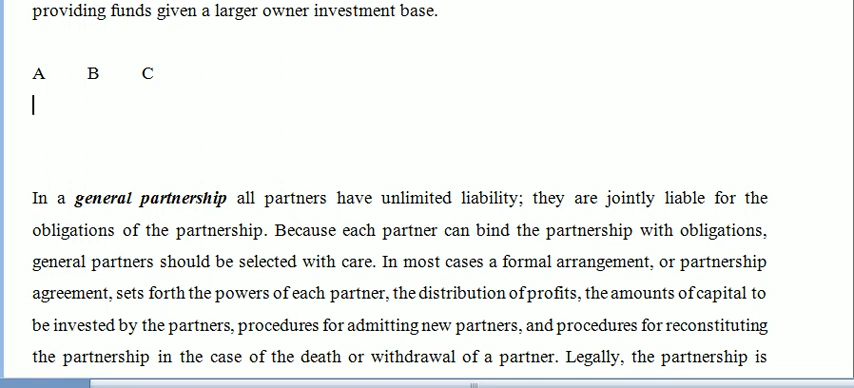 providing funds given a larger owner investment base.
A B C
In a general partnership all partners have unlimited liability; they are jointly liable for the
obligations of the partnership. Because each partner can bind the partnership with obligations,
general partners should be selected with care. In most cases a formal arrangement, or partnership
agreement, sets forth the powers of each partner, the distribution of profits, the amounts of capital to
be invested by the partners, procedures for admitting new partners, and procedures for reconstituting
the partnership in the case of the death or withdrawal of a partner. Legally, the partnership is